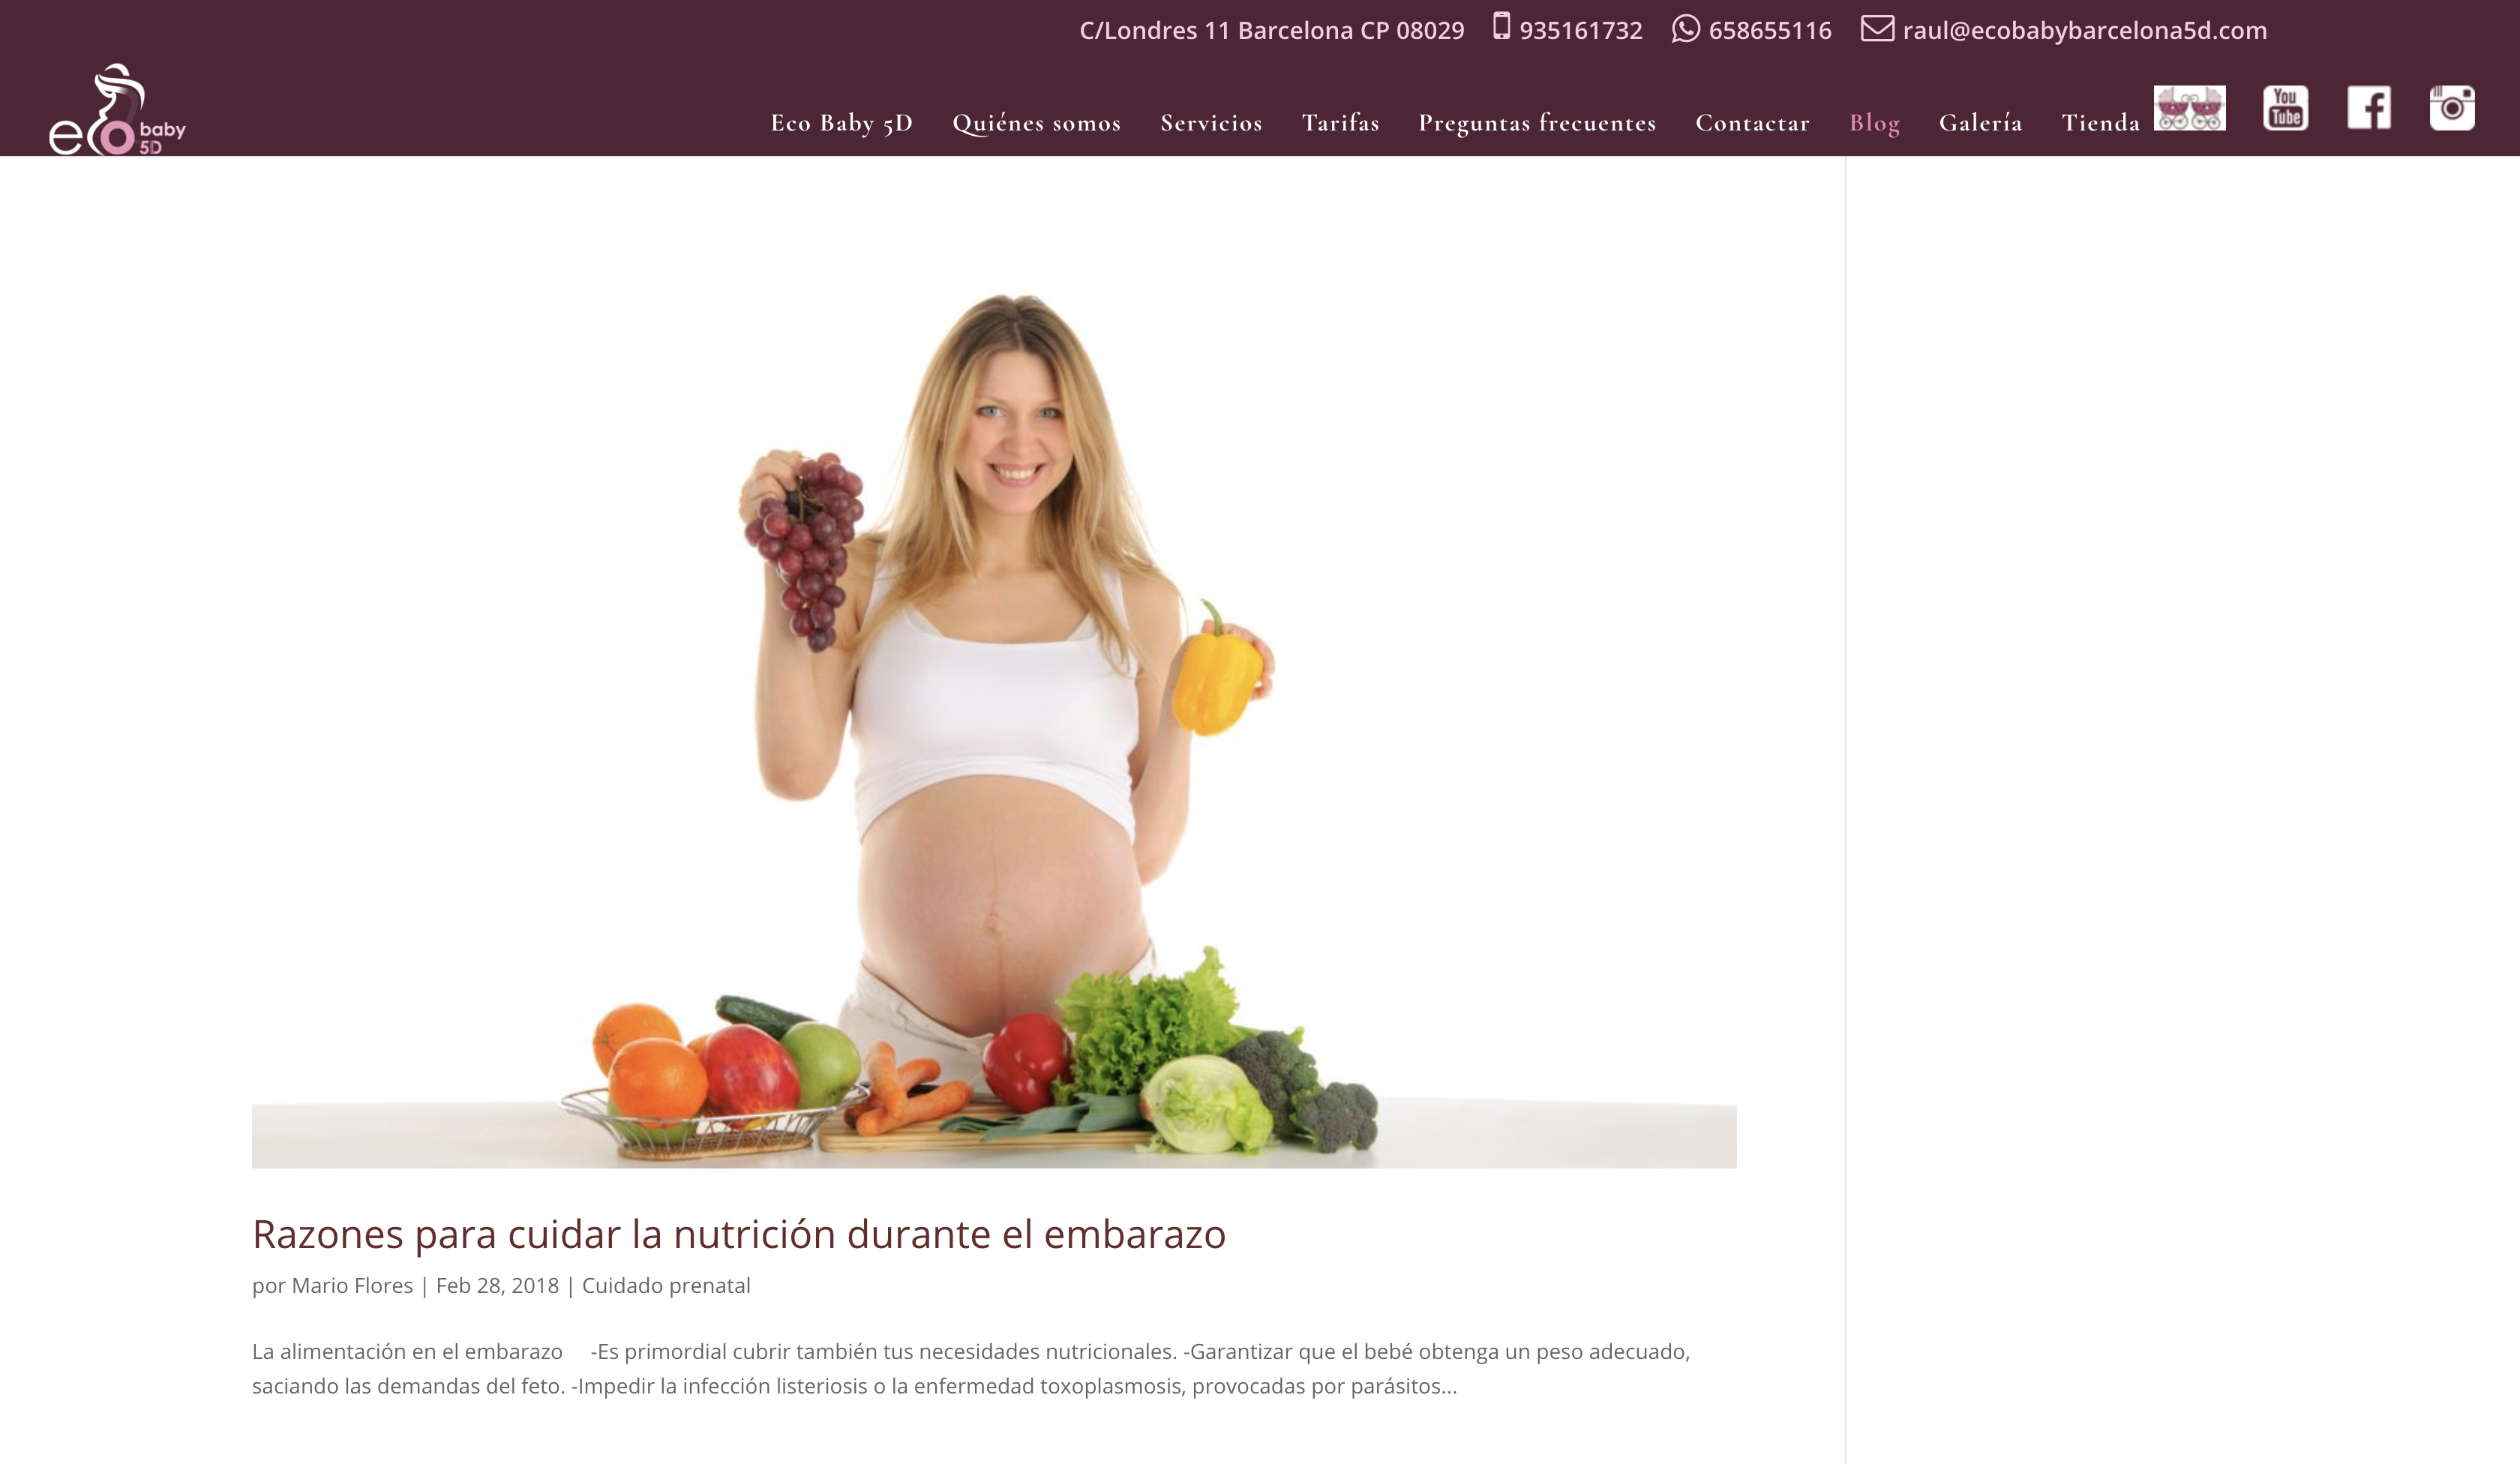 C/Londres 11 Barcelona CP 08029 935161732 658655116 raul@ecobabybarcelona5d.com
eco baby 5D
Eco Baby 5D Quiénes somos Servicios Tarifas Preguntas frecuentes Contactar Blog Galería Tienda You Tube
Razones para cuidar la nutrición durante el embarazo
por Mario Flores | Feb 28, 2018 | Cuidado prenatal
La alimentación en el embarazo -Es primordial cubrir también tus necesidades nutricionales. -Garantizar que el bebé obtenga un peso adecuado,
saciando las demandas del feto. -Impedir la infección listeriosis o la enfermedad toxoplasmosis, provocadas por parásitos...